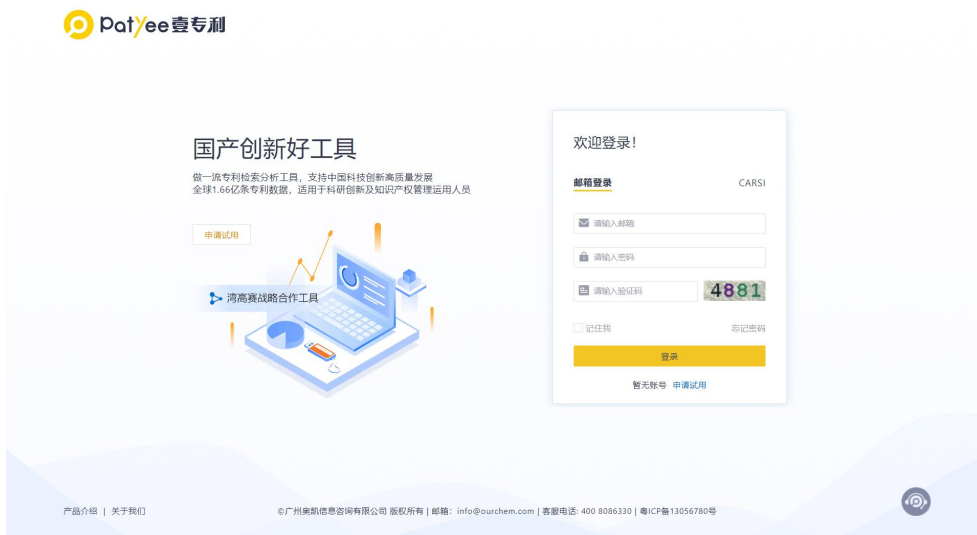 Patyee壹专利
国产创新好工具
做一流专利检索分析工具，支持中国科技创新高质量发展
全球1.66亿条专利数据，适用于科研创新及知识产权管理运用人员
申请试用
湾高赛战略合作工具
欢迎登录！
邮箱登录 CARSI
请输入邮箱
请输入密码
请输入验证码 4881
记住我 忘记密码
登录
暂无账号 申请试用
产品介绍 | 关于我们
©广州奥凯信息咨询有限公司 版权所有 | 邮箱：info@ourchem.com | 客服电话: 400 8086330 | 粤ICP备13056780号